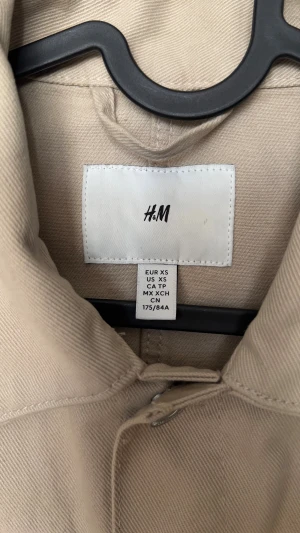 H&M
EUR XS
US XS
CA TP
MX XCH
CN
175/84A